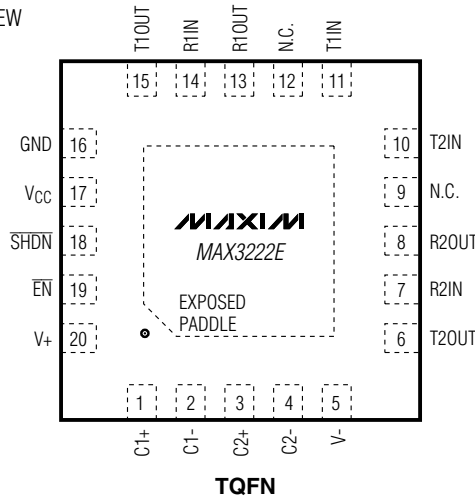 EW
T1OUT R1IN R1OUT N.C. T1IN
15 14 13 12 11
GND 16
VCC 17
SHDN 18
EN 19
V+ 20
10 T2IN
9 N.C.
8 R2OUT
7 R2IN
6 T2OUT
MAXIM
MAX3222E
EXPOSED
PADDLE
1 2 3 4 5
C1+ C1- C2+ C2- V-
TQFN